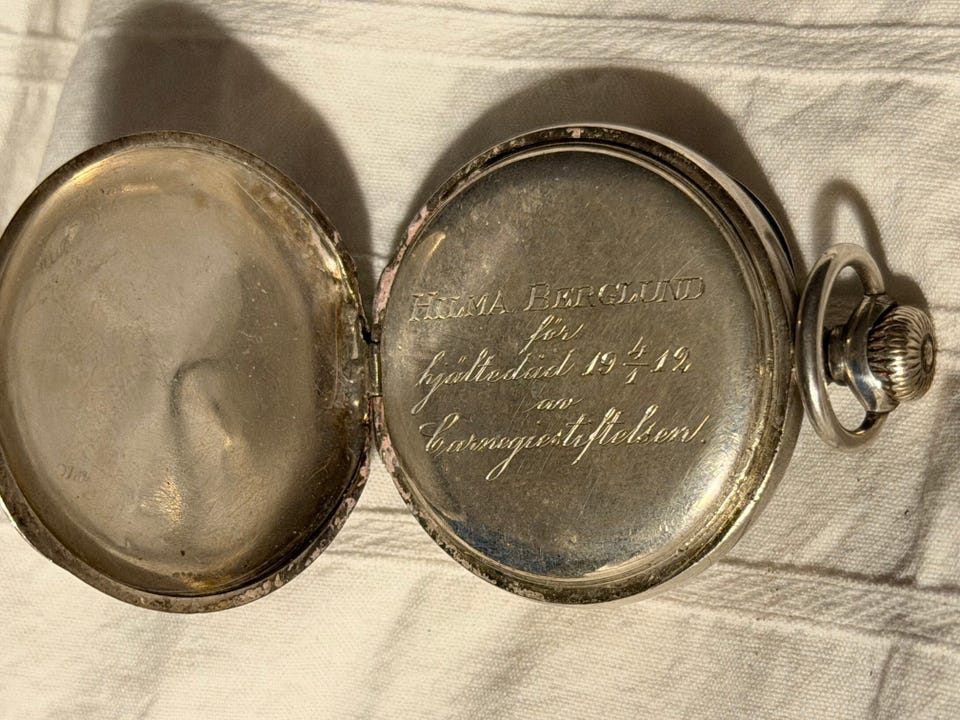 HILMA BERGLUND
för
hjältedåd 19 4/1 12
av
Carnegiestiftelsen.